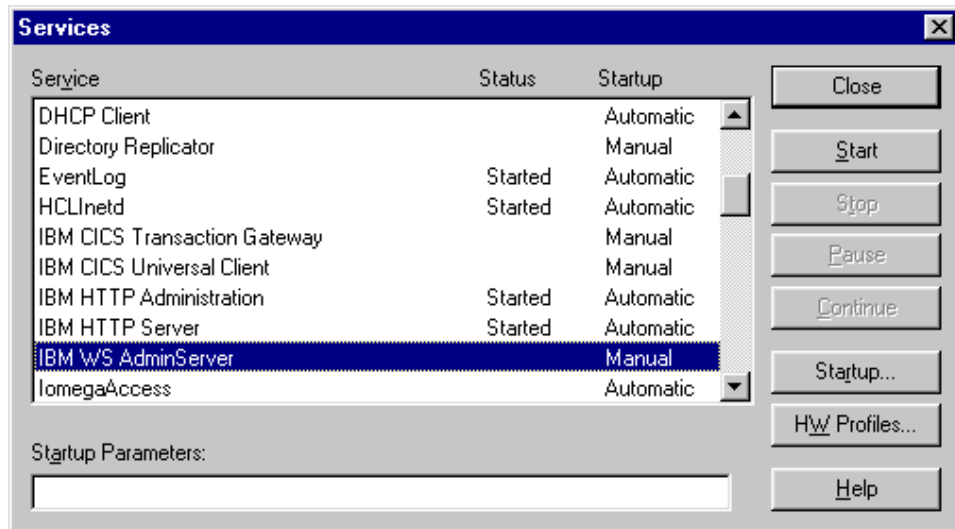 Services
Service Status Startup
DHCP Client Automatic
Directory Replicator Manual
EventLog Started Automatic
HCLInetd Started Automatic
IBM CICS Transaction Gateway Manual
IBM CICS Universal Client Manual
IBM HTTP Administration Started Automatic
IBM HTTP Server Started Automatic
IBM WS AdminServer Manual
IomegaAccess Automatic
Startup Parameters:
Close
Start
Stop
Pause
Continue
Startup...
HW Profiles...
Help